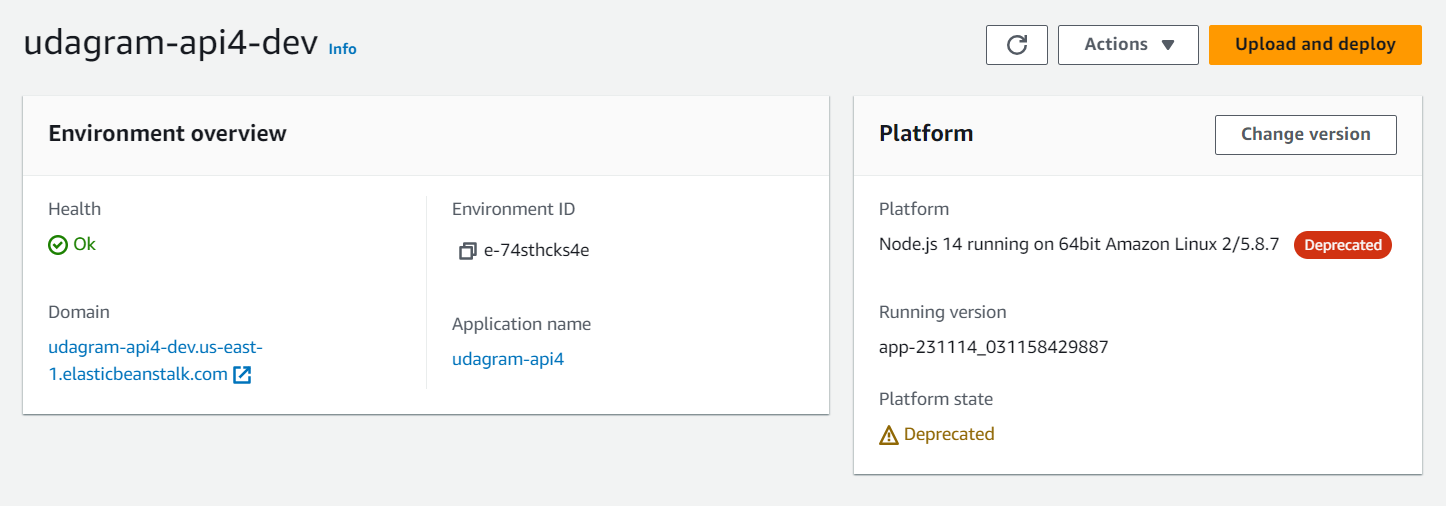 udagram-api4-dev Info
Actions
Upload and deploy
Environment overview
Health
Ok
Domain
udagram-api4-dev.us-east-
1.elasticbeanstalk.com
Environment ID
e-74sthcks4e
Application name
udagram-api4
Platform
Change version
Platform
Node.js 14 running on 64bit Amazon Linux 2/5.8.7 Deprecated
Running version
app-231114_031158429887
Platform state
Deprecated